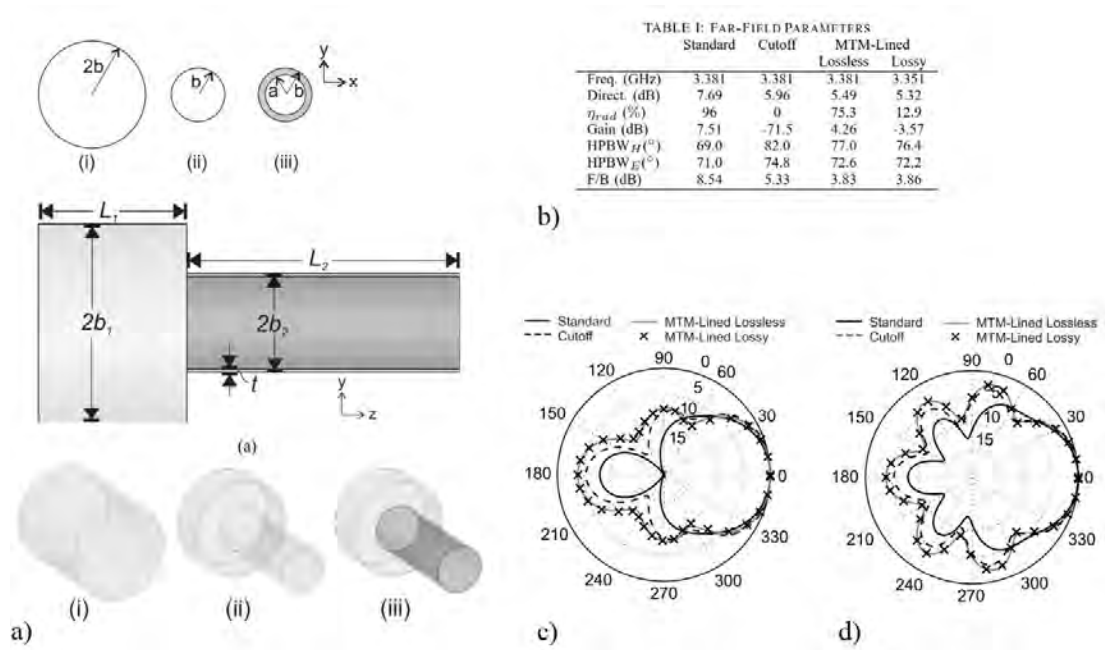 2b
b
a
b
y
x
(i)
(ii)
(iii)
L₁
L₂
2b₁
2b₂
t
y
z
(a)
(i)
(ii)
(iii)
a)
TABLE I: FAR-FIELD PARAMETERS
Standard Cutoff MTM-Lined
Lossless Lossy
Freq. (GHz) 3.381 3.381 3.381 3.351
Direct. (dB) 7.69 5.96 5.49 5.32
ηrad (%) 96 0 75.3 12.9
Gain (dB) 7.51 -71.5 4.26 -3.57
HPBWH(°) 69.0 82.0 77.0 76.4
HPBWE(°) 71.0 74.8 72.6 72.2
F/B (dB) 8.54 5.33 3.83 3.86
b)
Standard MTM-Lined Lossless
Cutoff MTM-Lined Lossy
90 0
120 60
5
150 10 30
15
180 0
210 330
240 300
270
c)
Standard MTM-Lined Lossless
Cutoff MTM-Lined Lossy
90 0
120 60
5
150 10 30
15
180 0
210 330
240 300
270
d)